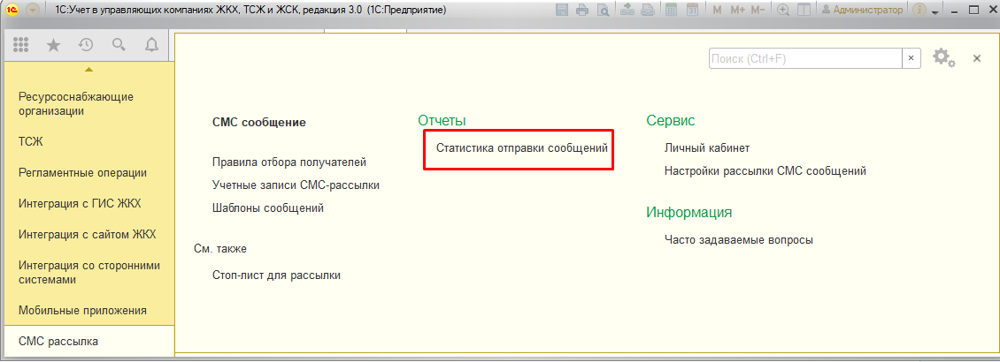 1С:Учет в управляющих компаниях ЖКХ, ТСЖ и ЖСК, редакция 3.0 (1С:Предприятие)
M M+ M- Администратор
Поиск (Ctrl+F)
Ресурсоснабжающие
организации
ТСЖ
Регламентные операции
Интеграция с ГИС ЖКХ
Интеграция с сайтом ЖКХ
Интеграция со сторонними
системами
Мобильные приложения
СМС рассылка
СМС сообщение
Правила отбора получателей
Учетные записи СМС-рассылки
Шаблоны сообщений
См. также
Стоп-лист для рассылки
Отчеты
Статистика отправки сообщений
Сервис
Личный кабинет
Настройки рассылки СМС сообщений
Информация
Часто задаваемые вопросы